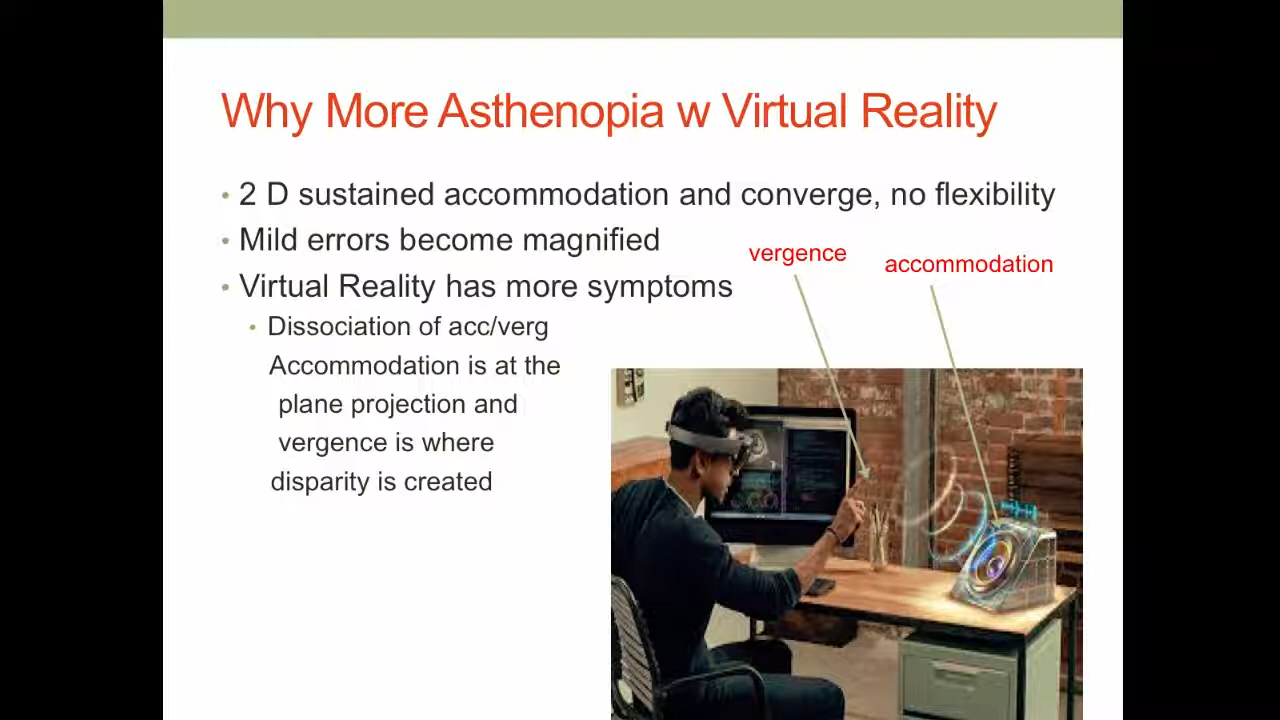 Why More Asthenopia w Virtual Reality
• 2 D sustained accommodation and converge, no flexibility
• Mild errors become magnified
• Virtual Reality has more symptoms
• Dissociation of acc/verg
Accommodation is at the
plane projection and
vergence is where
disparity is created
vergence
accommodation